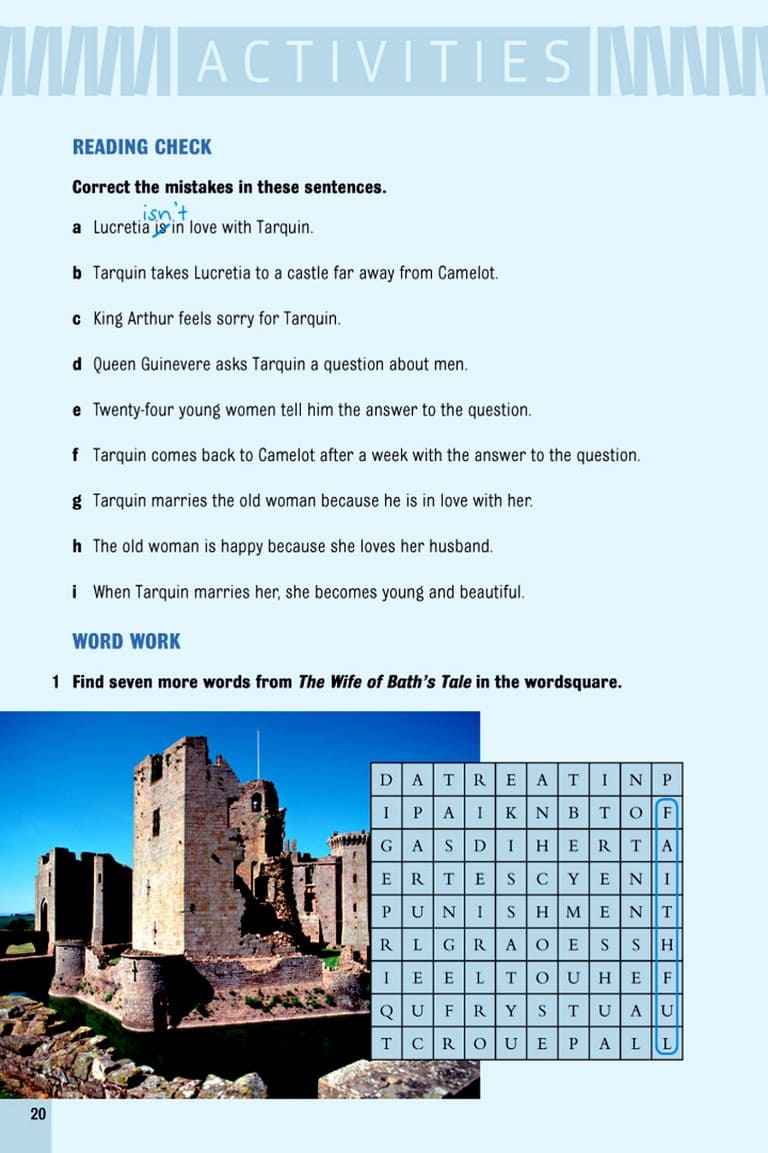 ACTIVITIES
READING CHECK
Correct the mistakes in these sentences.
isn't
a Lucretia is in love with Tarquin.
b Tarquin takes Lucretia to a castle far away from Camelot.
c King Arthur feels sorry for Tarquin.
d Queen Guinevere asks Tarquin a question about men.
e Twenty-four young women tell him the answer to the question.
f Tarquin comes back to Camelot after a week with the answer to the question.
g Tarquin marries the old woman because he is in love with her.
h The old woman is happy because she loves her husband.
i When Tarquin marries her, she becomes young and beautiful.
WORD WORK
1 Find seven more words from The Wife of Bath's Tale in the wordsquare.
D A T R E A T I N P
I P A I K N B T O F
G A S D I H E R T A
E R T E S C Y E N I
P U N I S H M E N T
R L G R A O E S S H
I E E L T O U H E F
Q U F R Y S T U A U
T C R O U E P A L L
20